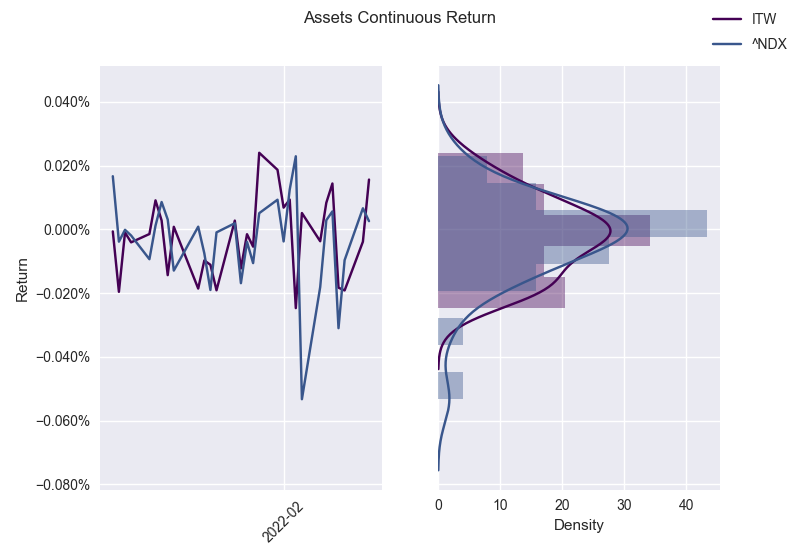 Assets Continuous Return
ITW
^NDX
0.040%
0.020%
0.000%
−0.020%
−0.040%
−0.060%
−0.080%
Return
2022-02
0
10
20
30
40
Density